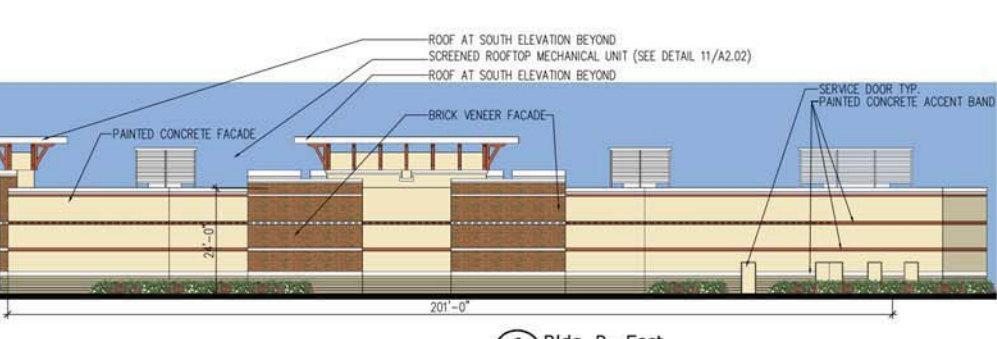 ROOF AT SOUTH ELEVATION BEYOND
SCREENED ROOFTOP MECHANICAL UNIT (SEE DETAIL 11/A2.02)
ROOF AT SOUTH ELEVATION BEYOND
SERVICE DOOR TYP.
PAINTED CONCRETE ACCENT BAND
BRICK VENEER FACADE
PAINTED CONCRETE FACADE
24'-0"
201'-0"